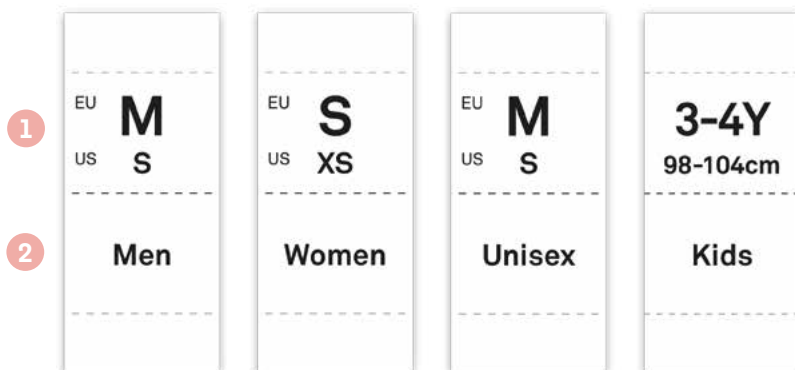 1
EU M
US S
EU S
US XS
EU M
US S
3-4Y
98-104cm
2
Men
Women
Unisex
Kids